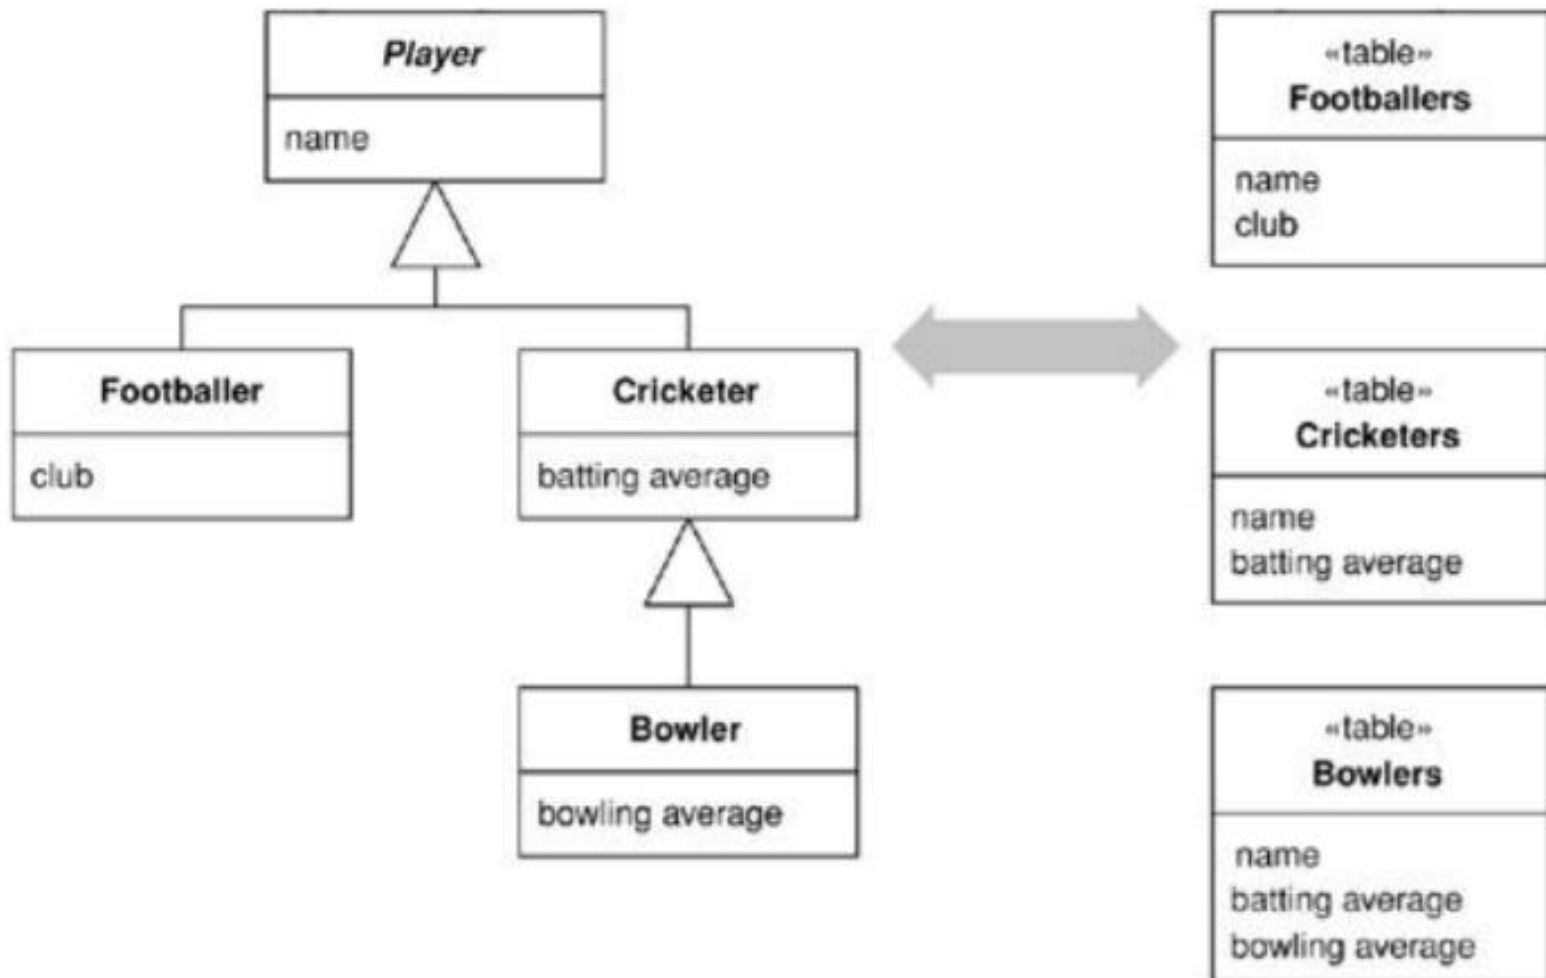 Player
name
Footballer
club
Cricketer
batting average
Bowler
bowling average
«table»
Footballers
name
club
«table»
Cricketers
name
batting average
«table»
Bowlers
name
batting average
bowling average